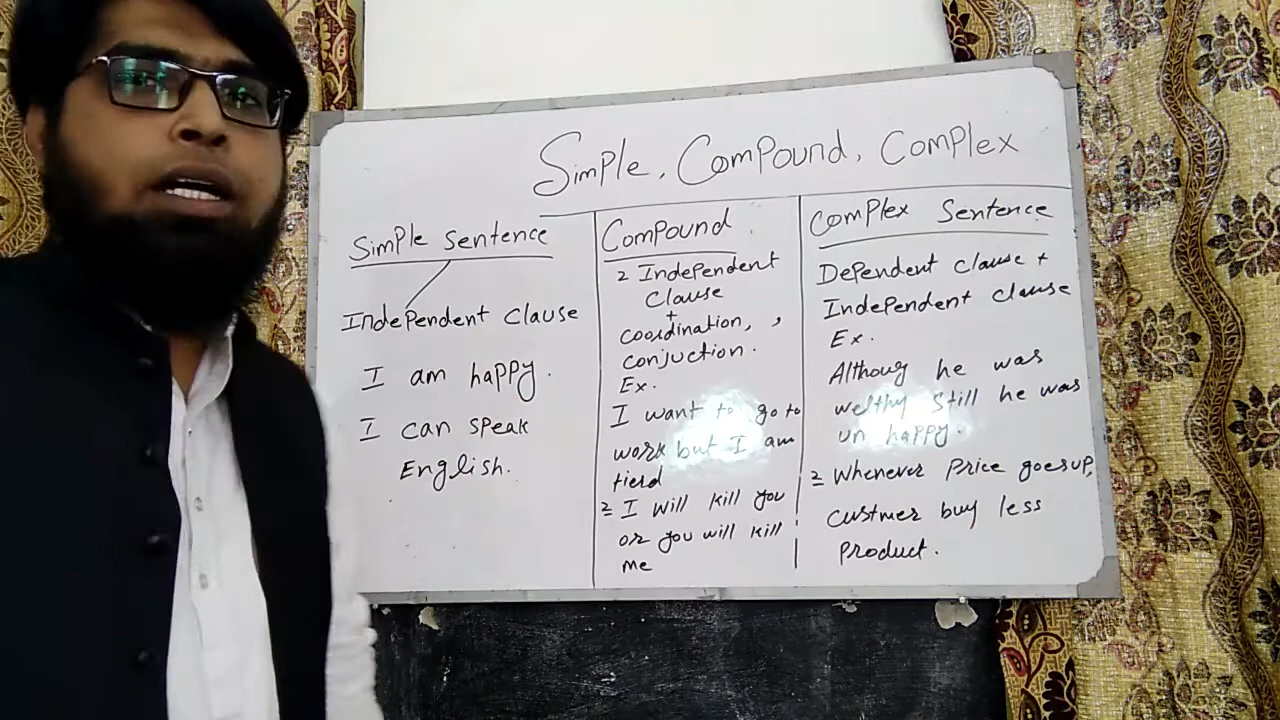 Simple, Compound, Complex
Simple Sentence
Independent Clause
I am happy.
I can speak
English.
Compound
2 Independent
Clause
+
coordination, ,
conjuction.
Ex.
I want to go to
work but I am
tierd
2 I will kill you
or you will kill
me
Complex Sentence
Dependent clause +
Independent clause
Ex.
Althoug he was
welthy still he was
un happy.
2 Whenever Price goes up,
custmer buy less
Product.